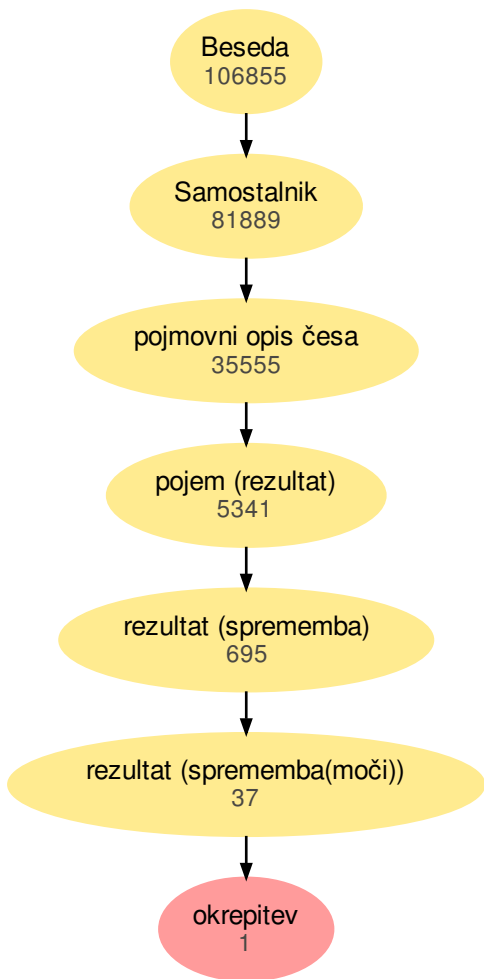 Beseda
106855
Samostalnik
81889
pojmovni opis česa
35555
pojem (rezultat)
5341
rezultat (sprememba)
695
rezultat (sprememba(moči))
37
okrepitev
1